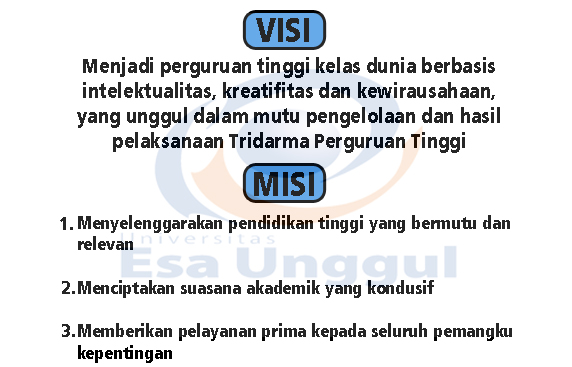 VISI
Menjadi perguruan tinggi kelas dunia berbasis
intelektualitas, kreatifitas dan kewirausahaan,
yang unggul dalam mutu pengelolaan dan hasil
pelaksanaan Tridarma Perguruan Tinggi
MISI
1. Menyelenggarakan pendidikan tinggi yang bermutu dan
relevan
Universitas
Esa Unggul
2. Menciptakan suasana akademik yang kondusif
3. Memberikan pelayanan prima kepada seluruh pemangku
kepentingan